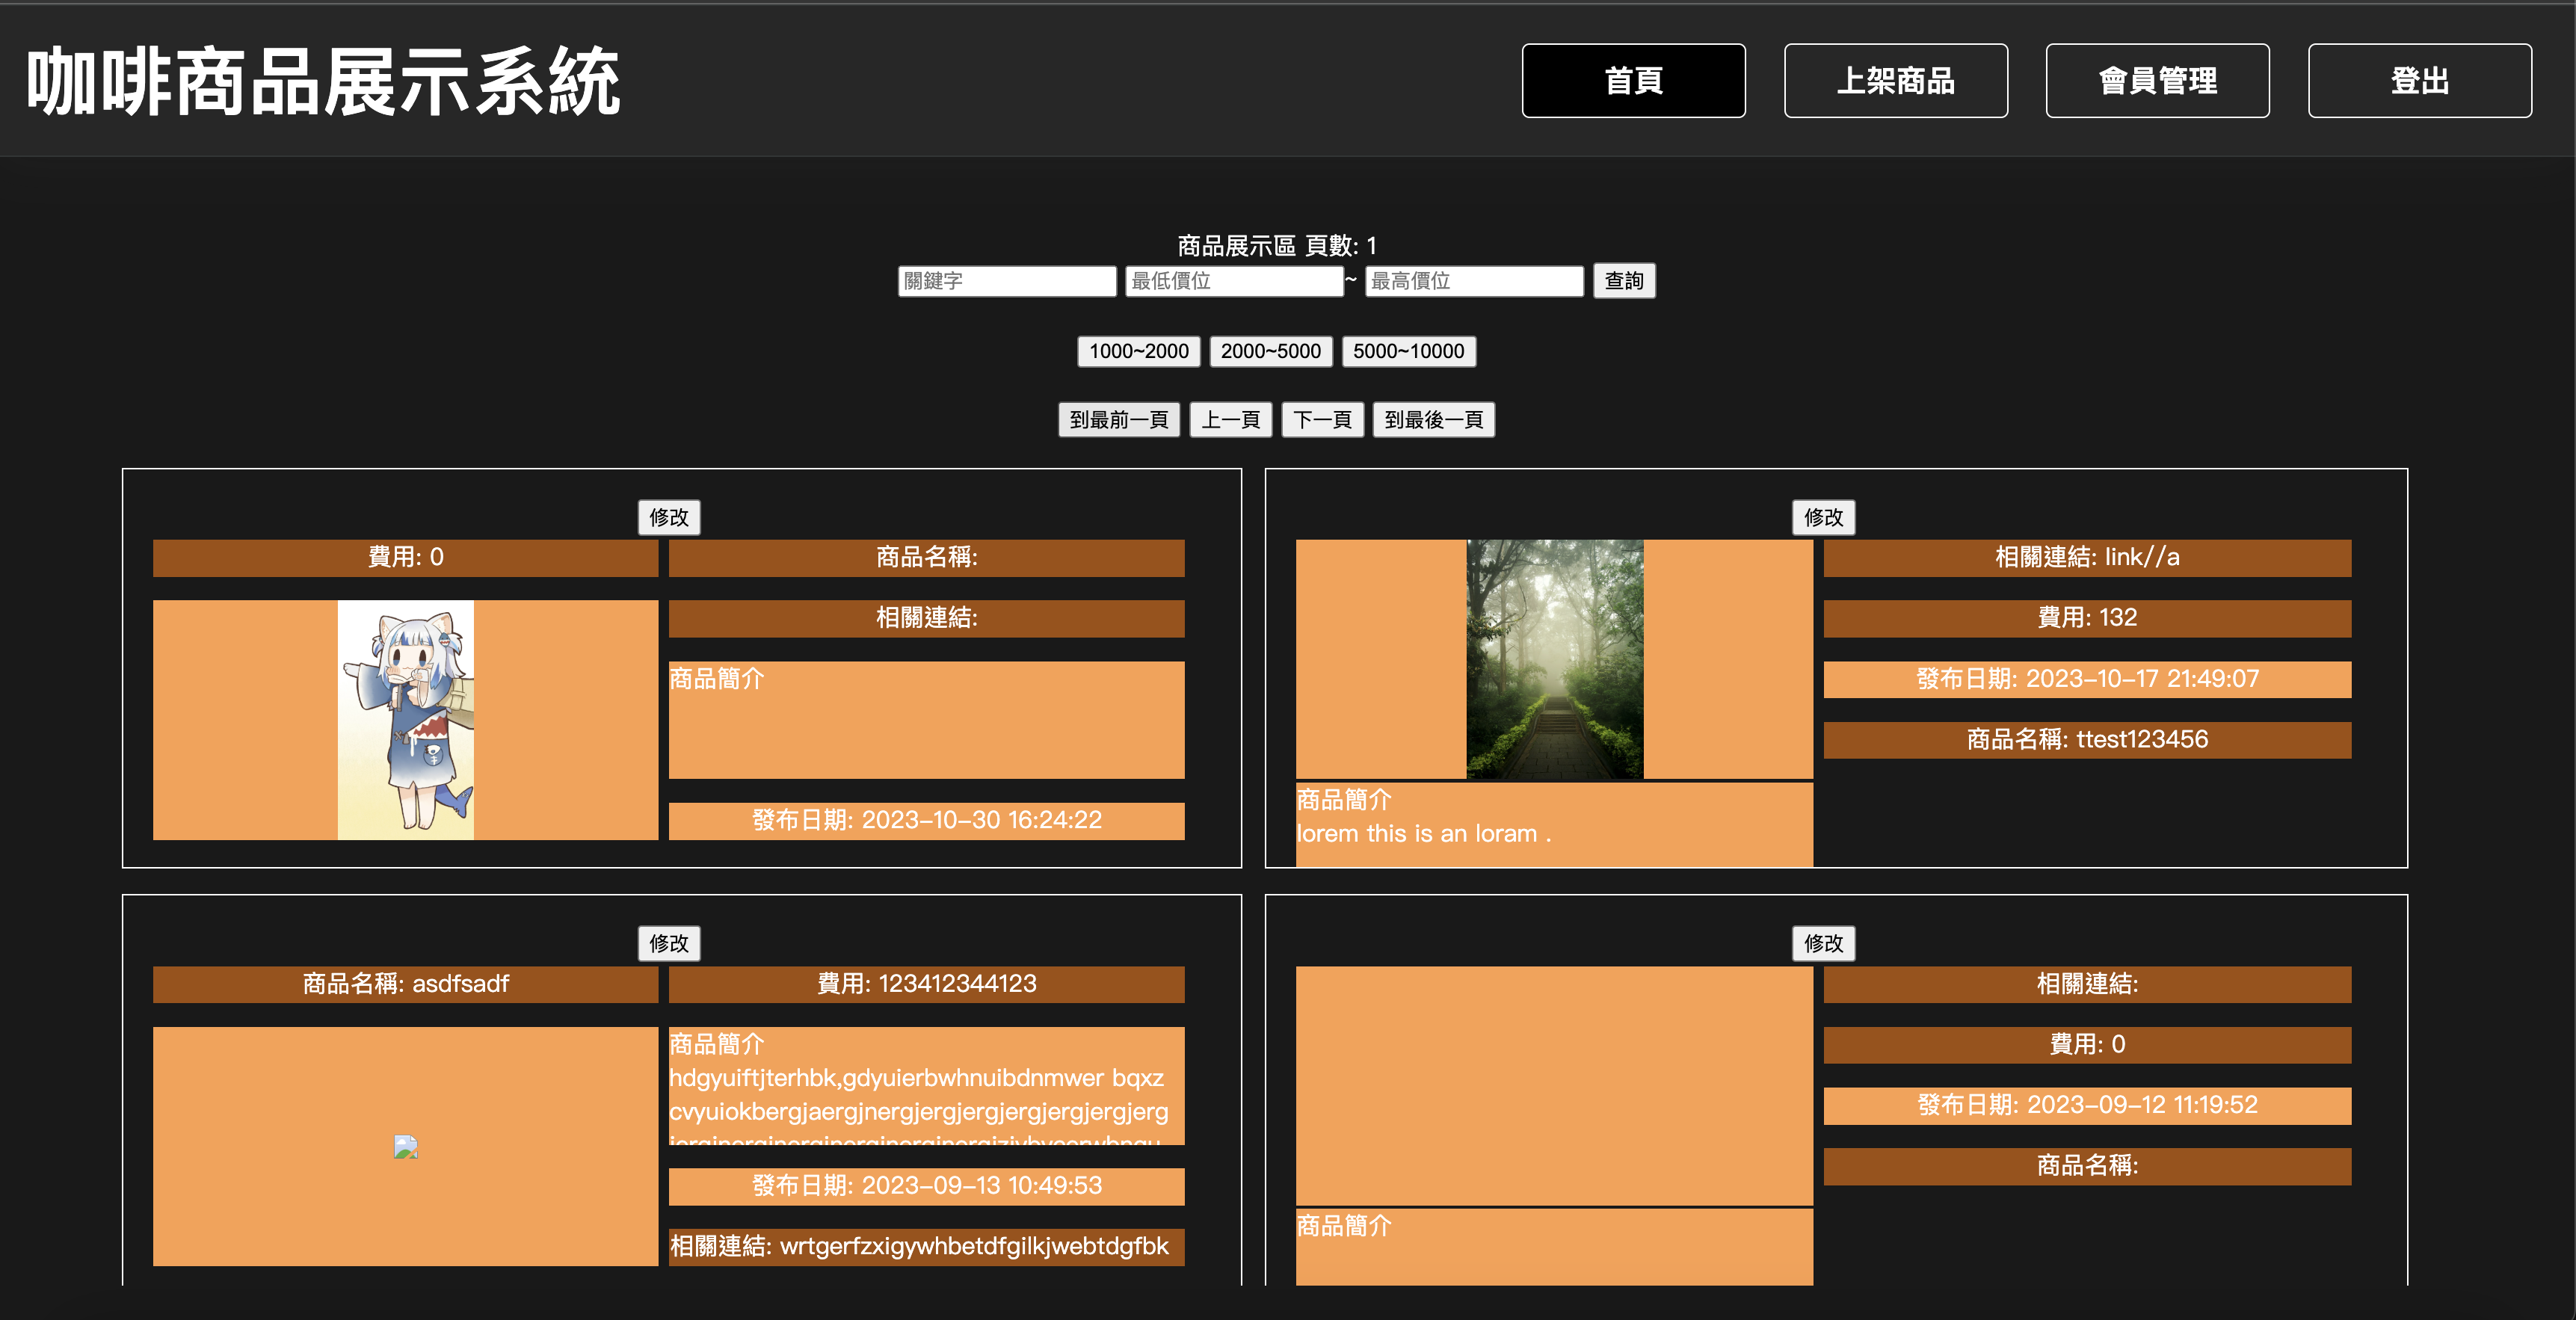 咖啡商品展示系統
首頁
上架商品
會員管理
登出
商品展示區 頁數: 1
關鍵字 最低價位 ~ 最高價位 查詢
1000~2000 2000~5000 5000~10000
到最前一頁 上一頁 下一頁 到最後一頁
修改
費用: 0
商品名稱:
相關連結:
商品簡介
發布日期: 2023-10-30 16:24:22
修改
相關連結: link//a
費用: 132
發布日期: 2023-10-17 21:49:07
商品名稱: ttest123456
商品簡介
lorem this is an loram .
修改
商品名稱: asdfsadf
費用: 123412344123
商品簡介
hdgyuiftjterhbk,gdyuierbwhnuibdnmwer bqxz
cvyuiokbergjaergjnergjergjergjergjergjergjerg
發布日期: 2023-09-13 10:49:53
相關連結: wrtgerfzxigywhbetdfgilkjwebtdgfbk
修改
相關連結:
費用: 0
發布日期: 2023-09-12 11:19:52
商品名稱:
商品簡介